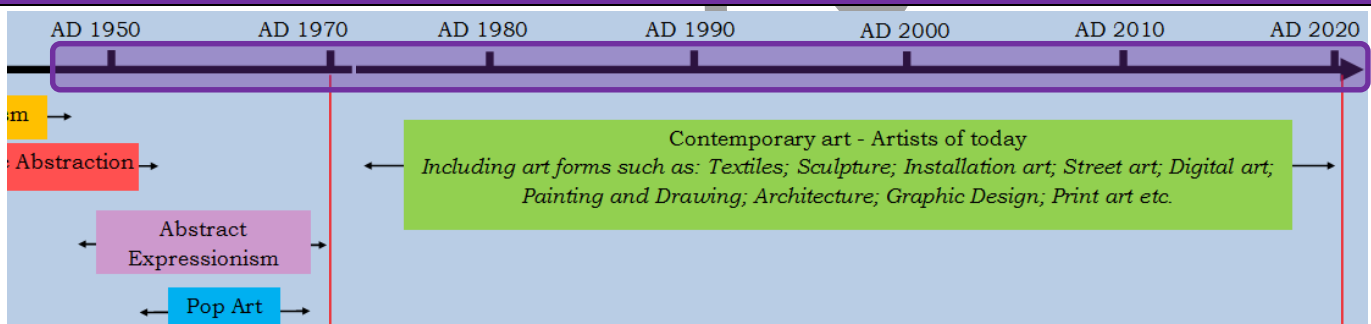 AD 1950 AD 1970 AD 1980 AD 1990 AD 2000 AD 2010 AD 2020
sm
c Abstraction
Contemporary art - Artists of today
Including art forms such as: Textiles; Sculpture; Installation art; Street art; Digital art;
Painting and Drawing; Architecture; Graphic Design; Print art etc.
Abstract
Expressionism
Pop Art